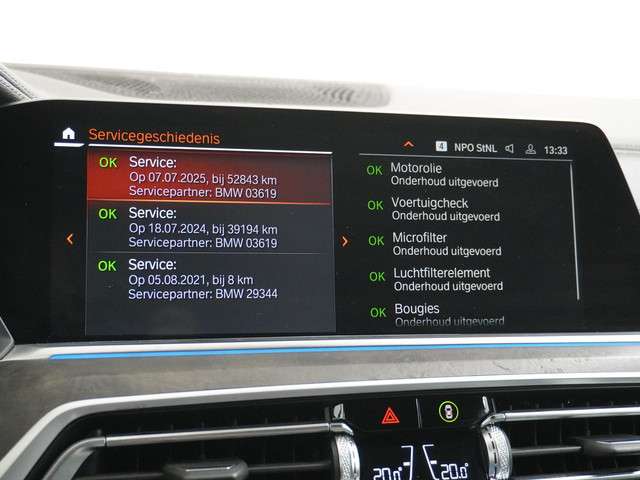 Servicegeschiedenis
4 NPO StNL 13:33
OK Service:
Op 07.07.2025, bij 52843 km
Servicepartner: BMW 03619
OK Service:
Op 18.07.2024, bij 39194 km
Servicepartner: BMW 03619
OK Service:
Op 05.08.2021, bij 8 km
Servicepartner: BMW 29344
OK Motorolie
Onderhoud uitgevoerd
OK Voertuigcheck
Onderhoud uitgevoerd
OK Microfilter
Onderhoud uitgevoerd
OK Luchtfilterelement
Onderhoud uitgevoerd
OK Bougies
Onderhoud uitgevoerd
20.0° 20.0°